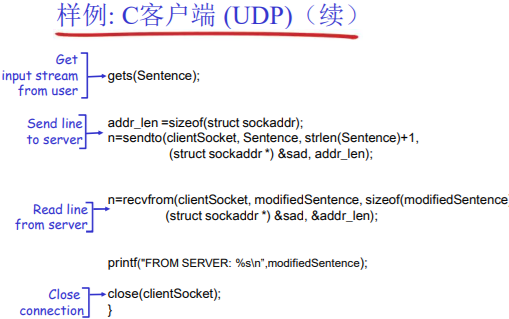 样例: C客户端 (UDP)（续）
Get
input stream
from user
gets(Sentence);
Send line
to server
addr_len =sizeof(struct sockaddr);
n=sendto(clientSocket, Sentence, strlen(Sentence)+1,
(struct sockaddr *) &sad, addr_len);
Read line
from server
n=recvfrom(clientSocket, modifiedSentence, sizeof(modifiedSentence
(struct sockaddr *) &sad, &addr_len);
printf("FROM SERVER: %s\n",modifiedSentence);
Close
connection
close(clientSocket);
}